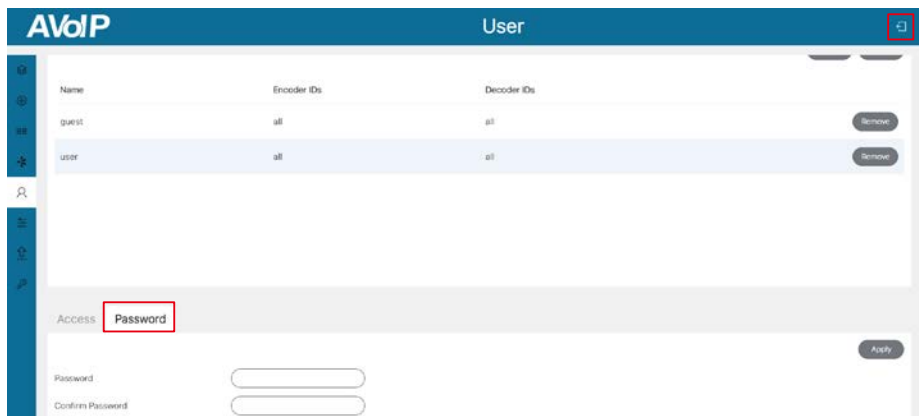 AVoIP User
Name Encoder IDs Decoder IDs
guest all all Remove
user all all Remove
Access Password
Apply
Password
Confirm Password